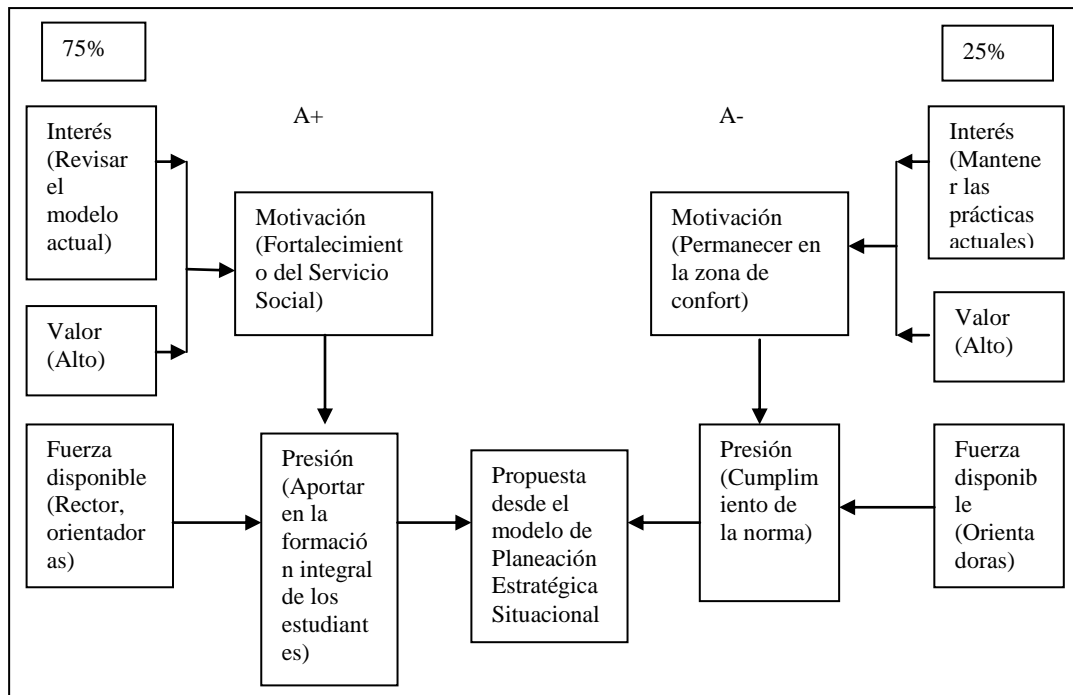 75%
25%
A+
A-
Interés
(Revisar
el
modelo
actual)
Interés
(Mantene
r las
prácticas
actuales)
Motivación
(Fortalecimient
o del Servicio
Social)
Motivación
(Permanecer en
la zona de
confort)
Valor
(Alto)
Valor
(Alto)
Fuerza
disponible
(Rector,
orientador
as)
Presión
(Aportar
en la
formació
n integral
de los
estudiant
es)
Propuesta
desde el
modelo de
Planeación
Estratégica
Situacional
Presión
(Cumplim
iento de
la norma)
Fuerza
disponib
le
(Orienta
doras)